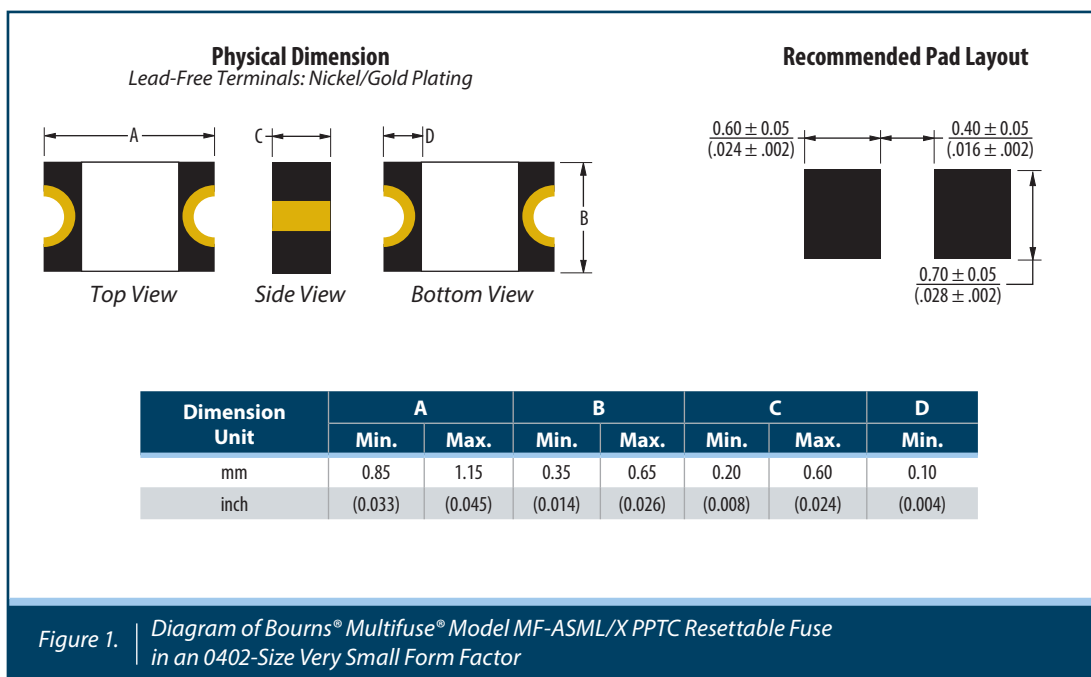 Physical Dimension
Lead-Free Terminals: Nickel/Gold Plating
Recommended Pad Layout
A
C
D
B
Top View
Side View
Bottom View
0.60 ± 0.05
(.024 ± .002)
0.40 ± 0.05
(.016 ± .002)
0.70 ± 0.05
(.028 ± .002)
Dimension Unit A B C D
Min. Max. Min. Max. Min. Max. Min.
mm 0.85 1.15 0.35 0.65 0.20 0.60 0.10
inch (0.033) (0.045) (0.014) (0.026) (0.008) (0.024) (0.004)
Figure 1. Diagram of Bourns® Multifuse® Model MF-ASML/X PPTC Resettable Fuse
in an 0402-Size Very Small Form Factor